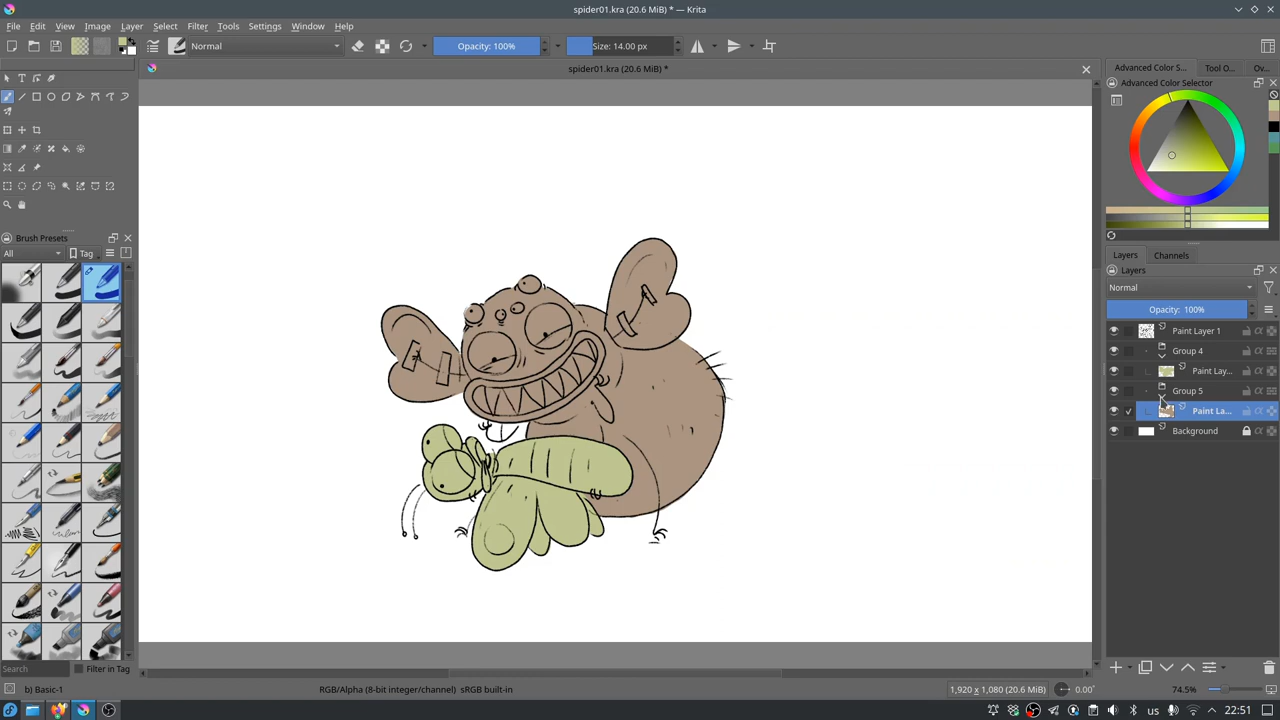 spider01.kra (20.6 MiB) * — Krita
File Edit View Image Layer Select Filter Tools Settings Window Help
Normal
Opacity: 100%
Size: 14.00 px
spider01.kra (20.6 MiB) *
Advanced Color S... Tool O... Ov...
Advanced Color Selector
Brush Presets
All
Tag
Layers Channels
Layers
Normal
Opacity: 100%
Paint Layer 1
Group 4
Paint Lay...
Group 5
Paint La...
Background
Search
Filter in Tag
b) Basic-1
RGB/Alpha (8-bit integer/channel) sRGB built-in
1,920 x 1,080 (20.6 MiB)
0.00°
74.5%
us
22:51